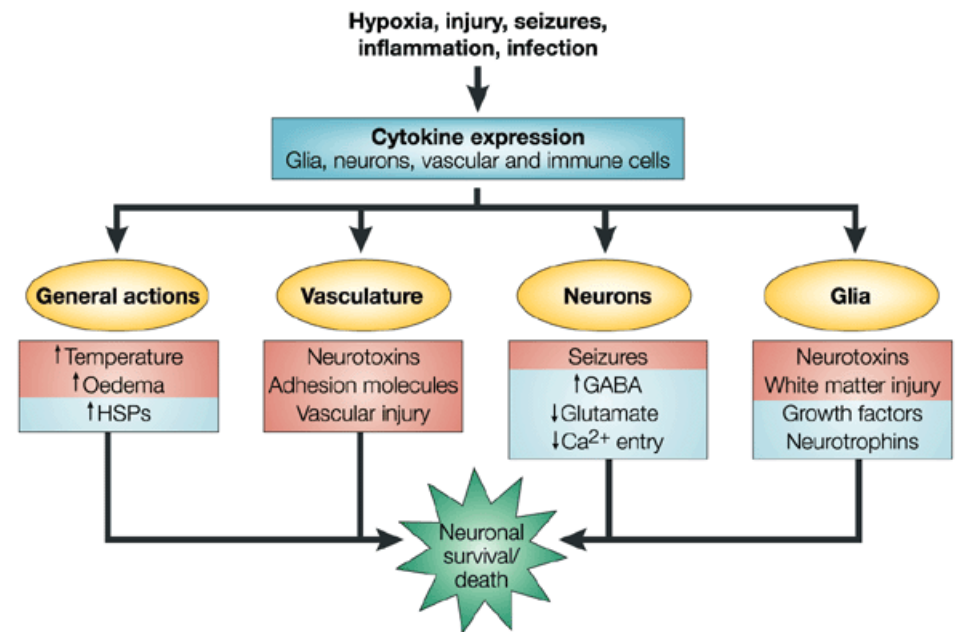 Hypoxia, injury, seizures,
inflammation, infection
Cytokine expression
Glia, neurons, vascular and immune cells
General actions
Vasculature
Neurons
Glia
↑Temperature
↑Oedema
↑HSPs
Neurotoxins
Adhesion molecules
Vascular injury
Seizures
↑GABA
↓Glutamate
↓Ca²⁺ entry
Neurotoxins
White matter injury
Growth factors
Neurotrophins
Neuronal
survival/
death